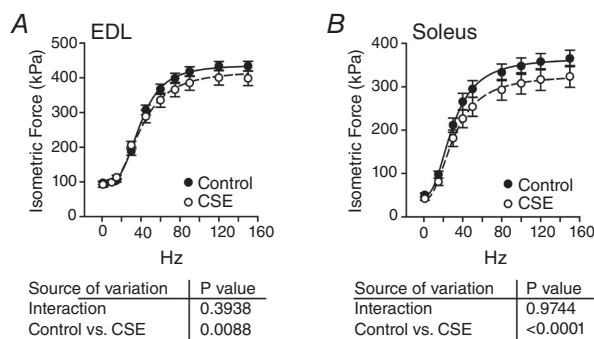 A EDL
Isometric Force (kPa)
500
400
300
200
100
0
Control
CSE
0 40 80 120 160
Hz
Source of variation P value
Interaction 0.3938
Control vs. CSE 0.0088
B Soleus
Isometric Force (kPa)
400
300
200
100
0
Control
CSE
0 40 80 120 160
Hz
Source of variation P value
Interaction 0.9744
Control vs. CSE <0.0001